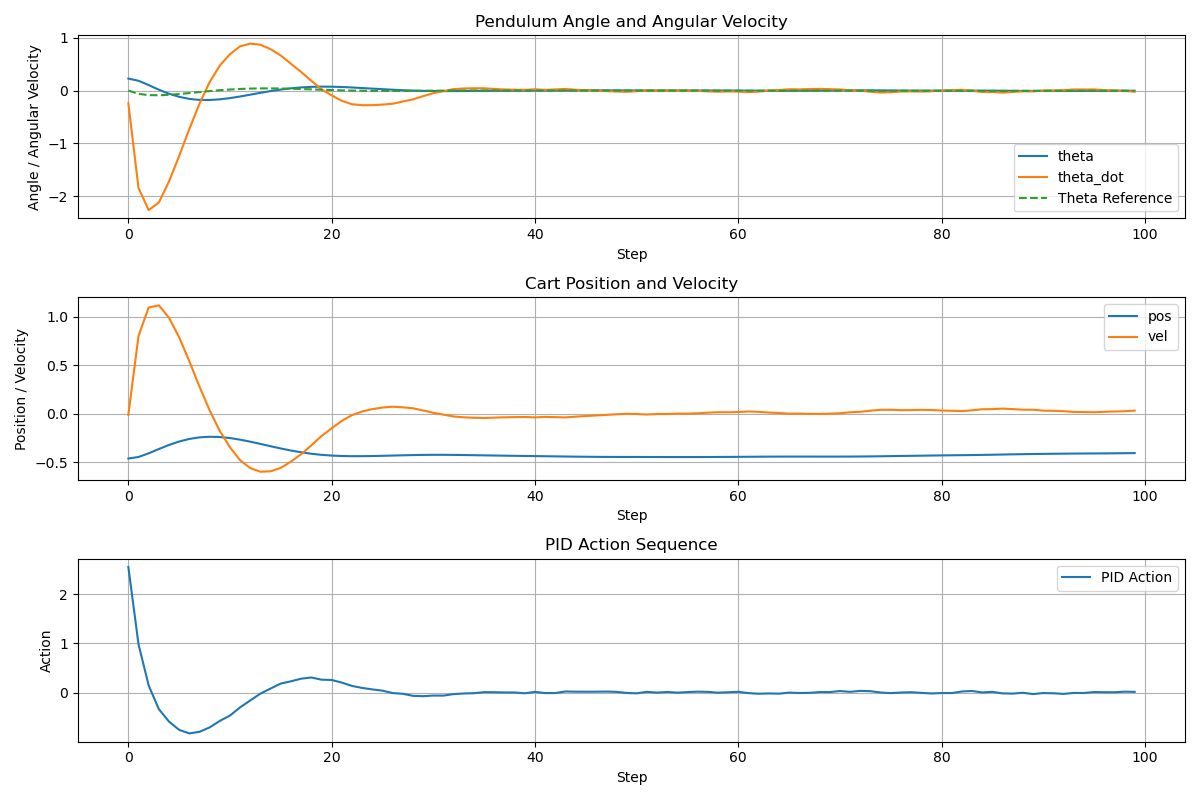 Pendulum Angle and Angular Velocity
Angle / Angular Velocity
1
0
−1
−2
theta
theta_dot
Theta Reference
0 20 40 60 80 100
Step
Cart Position and Velocity
Position / Velocity
1.0
0.5
0.0
−0.5
pos
vel
0 20 40 60 80 100
Step
PID Action Sequence
Action
2
1
0
PID Action
0 20 40 60 80 100
Step